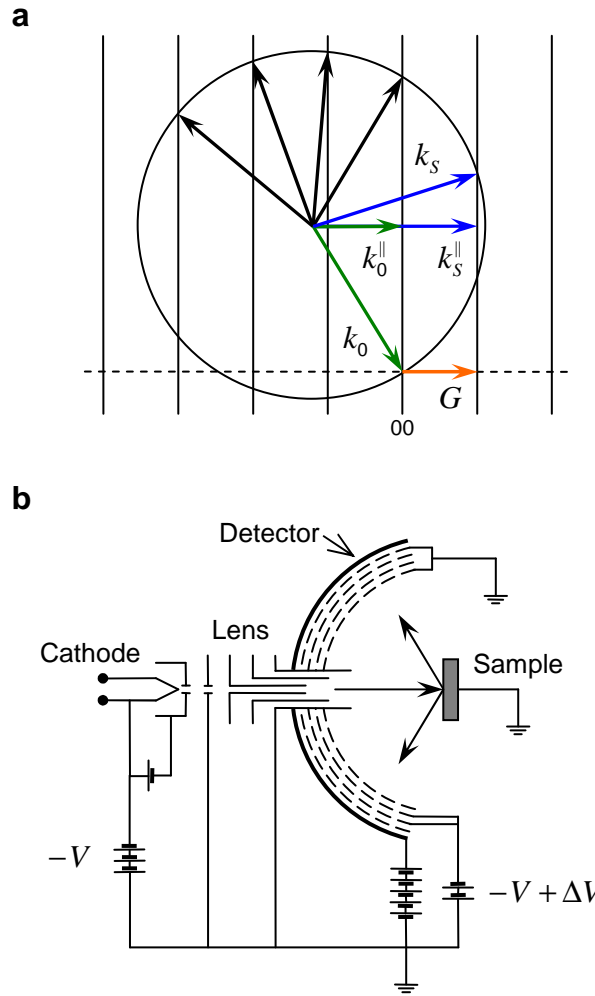 a
k_S
k_0^∥ k_S^∥
k_0
G
00
b
Detector
Lens
Cathode
Sample
−V
−V + ΔV